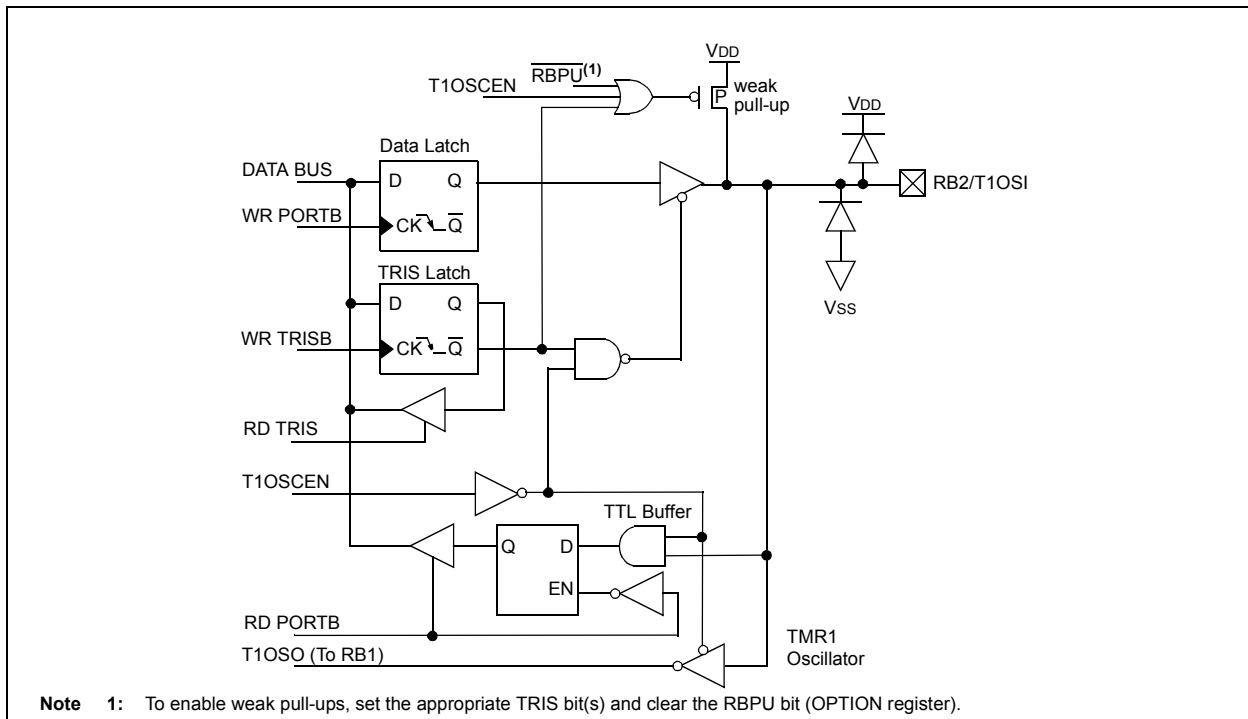 VDD
RBPU(1)
T1OSCEN
P
weak
pull-up
VDD
Data Latch
DATA BUS
D
Q
RB2/T1OSI
WR PORTB
CK
Q
TRIS Latch
VSS
D
Q
WR TRISB
CK
Q
RD TRIS
T1OSCEN
TTL Buffer
Q
D
EN
RD PORTB
TMR1
Oscillator
T1OSO (To RB1)
Note 1: To enable weak pull-ups, set the appropriate TRIS bit(s) and clear the RBPU bit (OPTION register).